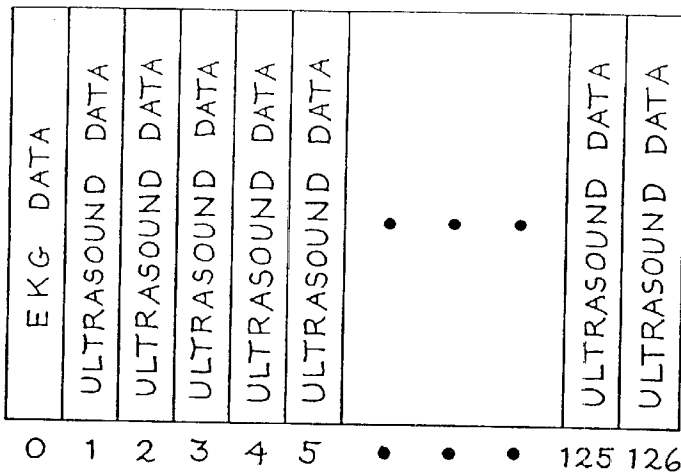 EKG DATA
ULTRASOUND DATA
ULTRASOUND DATA
ULTRASOUND DATA
ULTRASOUND DATA
ULTRASOUND DATA
• • •
ULTRASOUND DATA
ULTRASOUND DATA
0 1 2 3 4 5 • • • 125 126